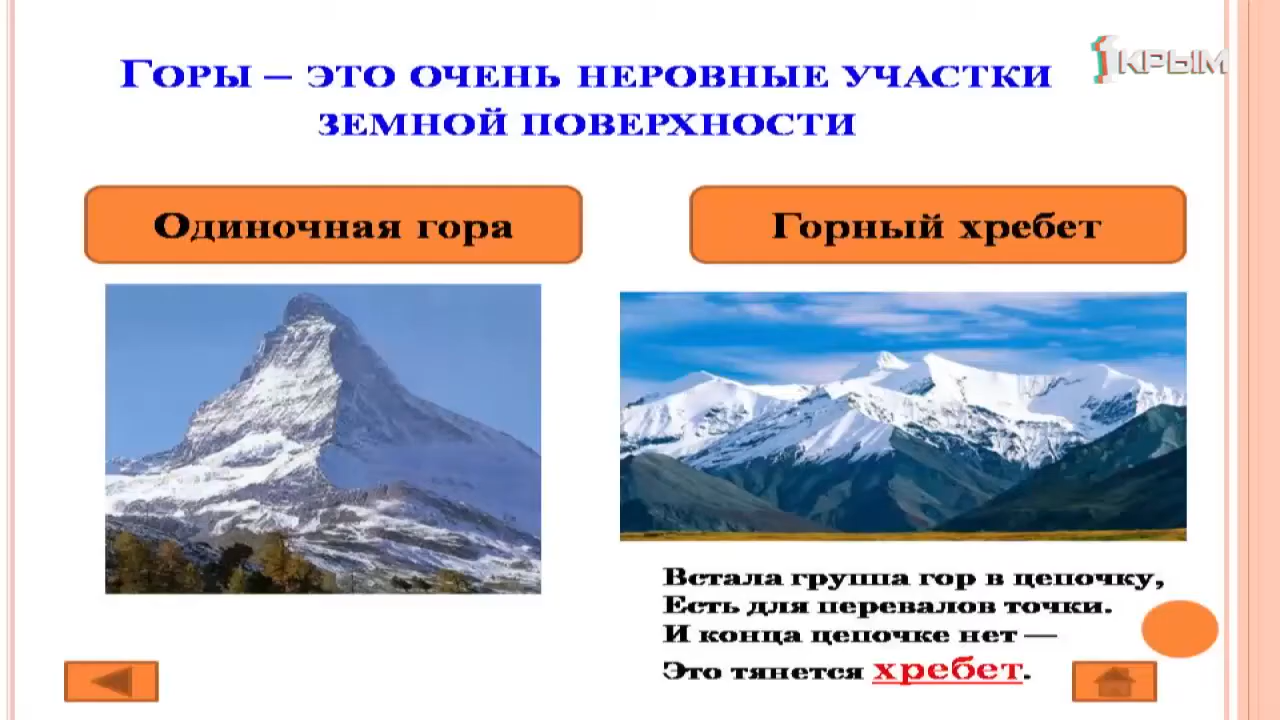 Горы – это очень неровные участки
земной поверхности
1КРЫМ
Одиночная гора
Горный хребет
Встала группа гор в цепочку,
Есть для перевалов точки.
И конца цепочке нет —
Это тянется хребет.